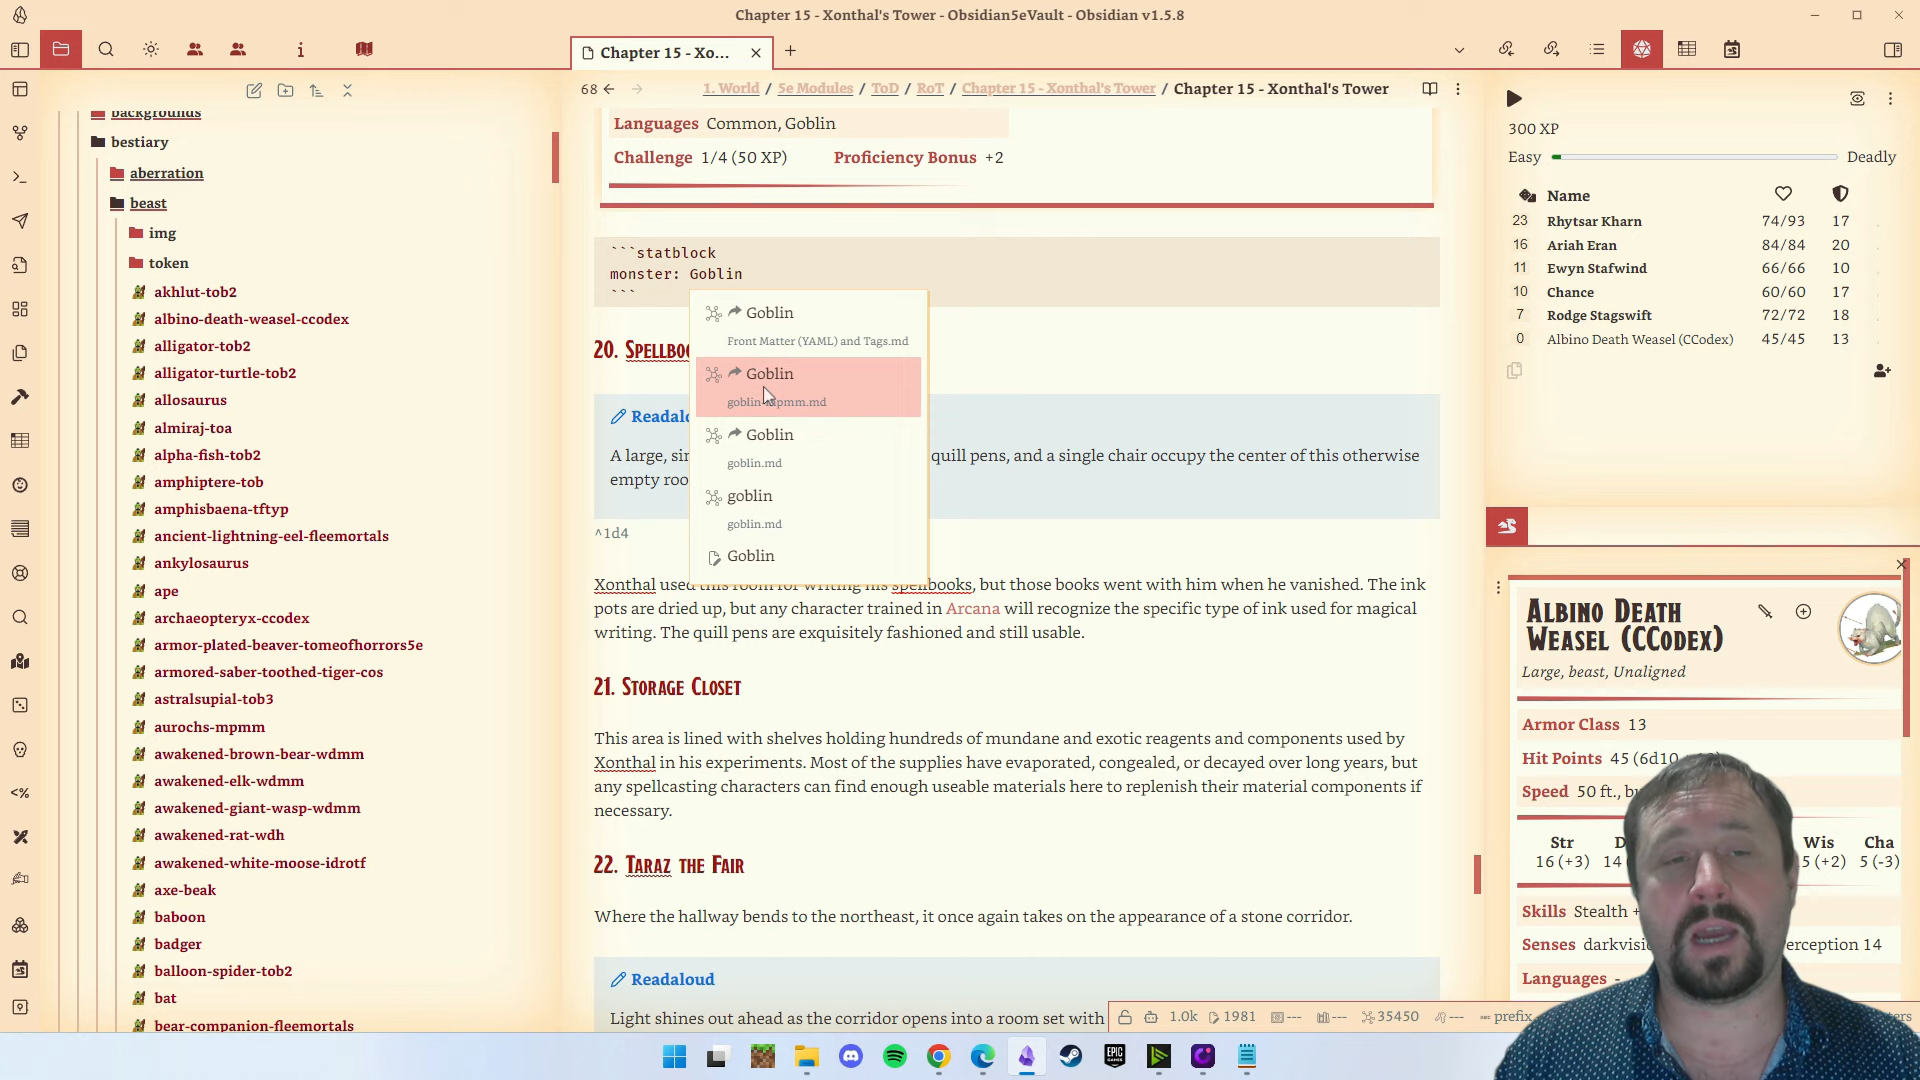 Chapter 15 - Xonthal's Tower - Obsidian5eVault - Obsidian v1.5.8
Chapter 15 - Xo...
68
1. World / 5e Modules / ToD / RoT / Chapter 15 - Xonthal's Tower / Chapter 15 - Xonthal's Tower
backgrounds
bestiary
aberration
beast
img
token
akhlut-tob2
albino-death-weasel-ccodex
alligator-tob2
alligator-turtle-tob2
allosaurus
almiraj-toa
alpha-fish-tob2
amphiptere-tob
amphisbaena-tftyp
ancient-lightning-eel-fleemortals
ankylosaurus
ape
archaeopteryx-ccodex
armor-plated-beaver-tomeofhorrors5e
armored-saber-toothed-tiger-cos
astralsupial-tob3
aurochs-mpmm
awakened-brown-bear-wdmm
awakened-elk-wdmm
awakened-giant-wasp-wdmm
awakened-rat-wdh
awakened-white-moose-idrotf
axe-beak
baboon
badger
balloon-spider-tob2
bat
bear-companion-fleemortals
Languages Common, Goblin
Challenge 1/4 (50 XP) Proficiency Bonus +2
```statblock
monster: Goblin
```
Goblin
Front Matter (YAML) and Tags.md
Goblin
goblin-mpmm.md
Goblin
goblin.md
goblin
goblin.md
Goblin
20. Spellboo
Readalo
A large, sin quill pens, and a single chair occupy the center of this otherwise
empty roo
^1d4
Xonthal used this room for writing his spellbooks, but those books went with him when he vanished. The ink
pots are dried up, but any character trained in Arcana will recognize the specific type of ink used for magical
writing. The quill pens are exquisitely fashioned and still usable.
21. Storage Closet
This area is lined with shelves holding hundreds of mundane and exotic reagents and components used by
Xonthal in his experiments. Most of the supplies have evaporated, congealed, or decayed over long years, but
any spellcasting characters can find enough useable materials here to replenish their material components if
necessary.
22. Taraz the Fair
Where the hallway bends to the northeast, it once again takes on the appearance of a stone corridor.
Readaloud
Light shines out ahead as the corridor opens into a room set with
1.0k 1981 --- --- 35450 --- prefix
300 XP
Easy Deadly
Name
23 Rhytsar Kharn 74/93 17
16 Ariah Eran 84/84 20
11 Ewyn Stafwind 66/66 10
10 Chance 60/60 17
7 Rodge Stagswift 72/72 18
0 Albino Death Weasel (CCodex) 45/45 13
Albino Death
Weasel (CCodex)
Large, beast, Unaligned
Armor Class 13
Hit Points 45 (6d10
Speed 50 ft., bu
Str D Wis Cha
16 (+3) 14 5 (+2) 5 (-3)
Skills Stealth +
Senses darkvisi erception 14
Languages -
EPIC